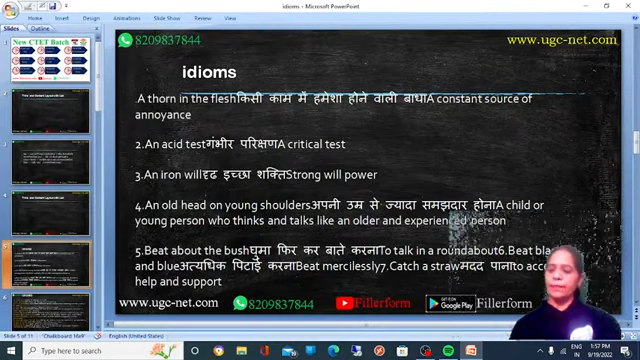 idioms - Microsoft PowerPoint
Home Insert Design Animations Slide Show Review View
Slides Outline
New CTET Batch
8209837844
www.ugc-net.com
idioms
.A thorn in the fleshकिसी काम में हमेशा होने वाली बाधाA constant source of
annoyance
2.An acid testगंभीर परिक्षणA critical test
3.An iron willदृढ इच्छा शक्तिStrong will power
4.An old head on young shouldersअपनी उम्र से ज्यादा समझदार होनाA child or
young person who thinks and talks like an older and experienced person
5.Beat about the bushघुमा फिर कर बाते करनाTo talk in a roundabout6.Beat bla
and blueअत्यधिक पिटाई करनाBeat mercilessly7.Catch a strawमदद पानाto acce
help and support
www.ugc-net.com 8209837844 Fillerform GET IT ON Google Play Fillerform
Slide 5 of 11 English (United States)
Type here to search
ENG
IN
1:57 PM
9/19/2022